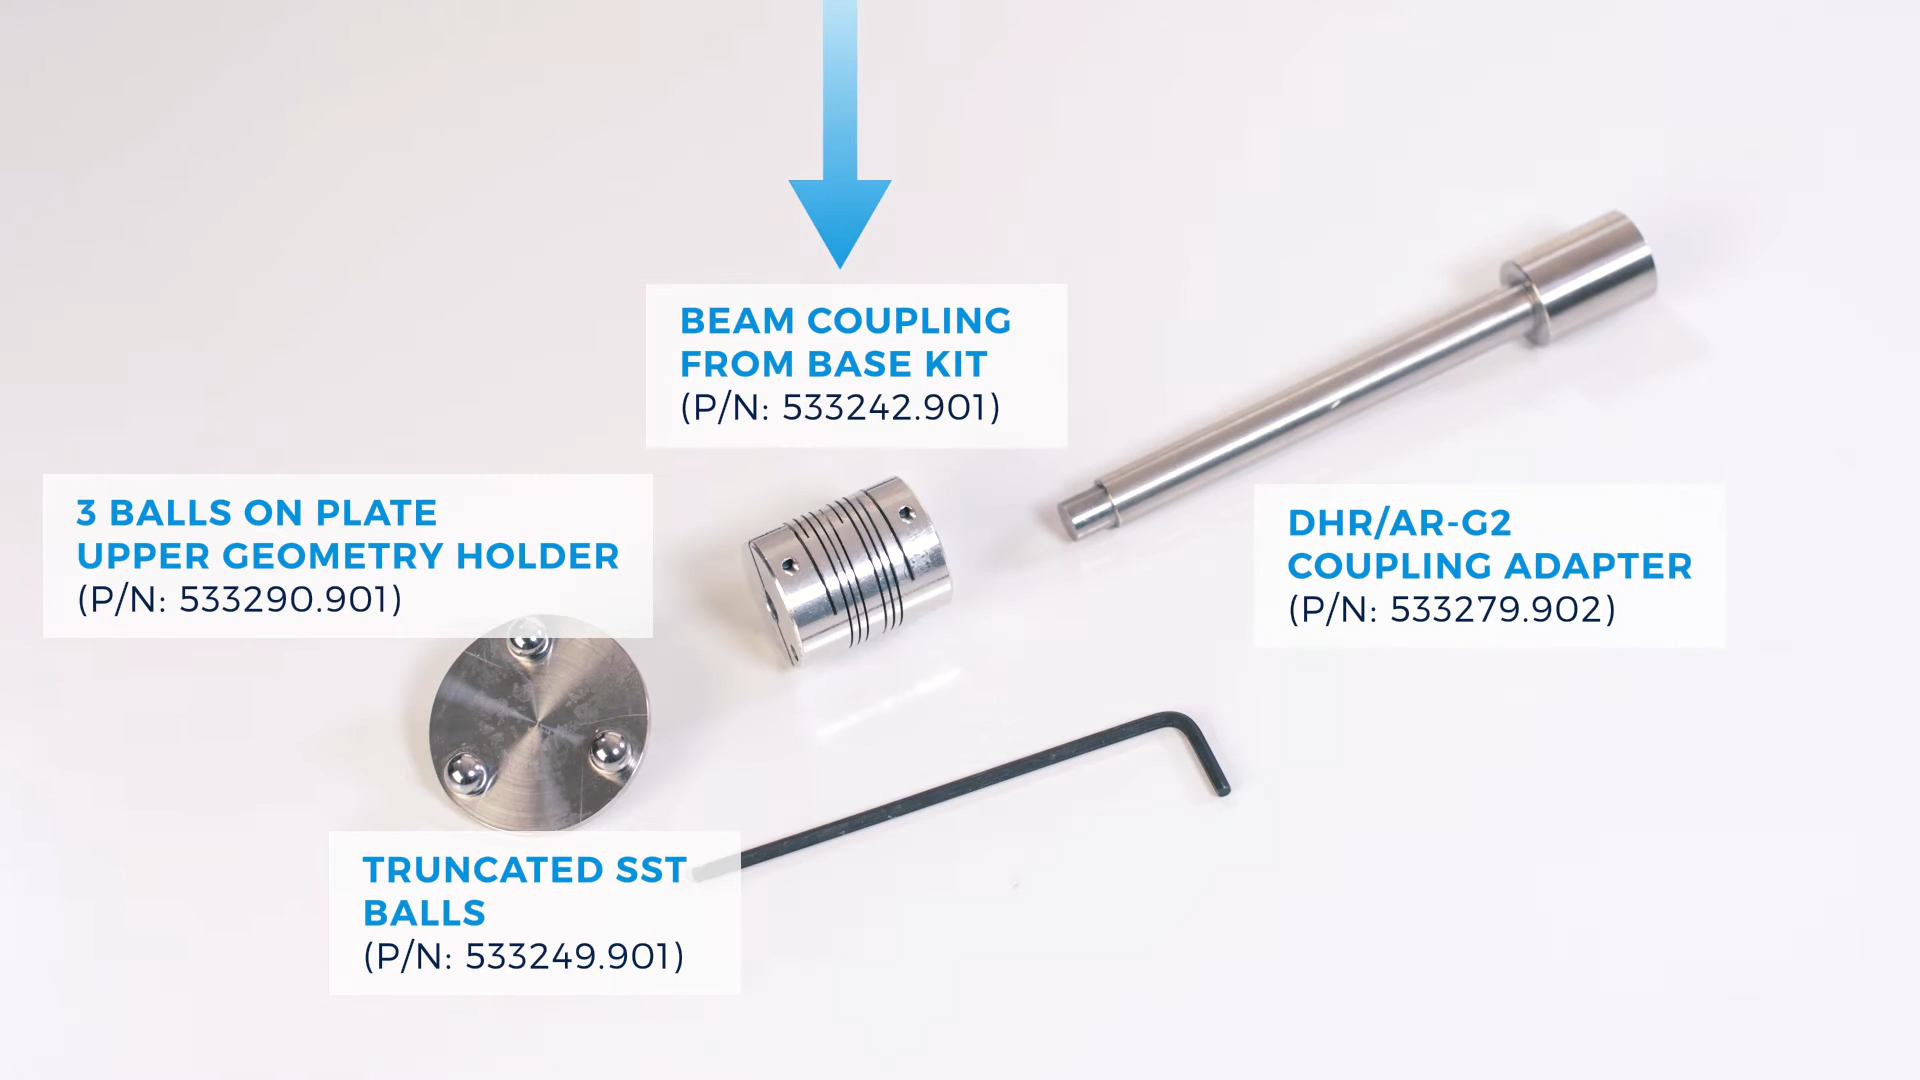 BEAM COUPLING
FROM BASE KIT
(P/N: 533242.901)
3 BALLS ON PLATE
UPPER GEOMETRY HOLDER
(P/N: 533290.901)
DHR/AR-G2
COUPLING ADAPTER
(P/N: 533279.902)
TRUNCATED SST
BALLS
(P/N: 533249.901)